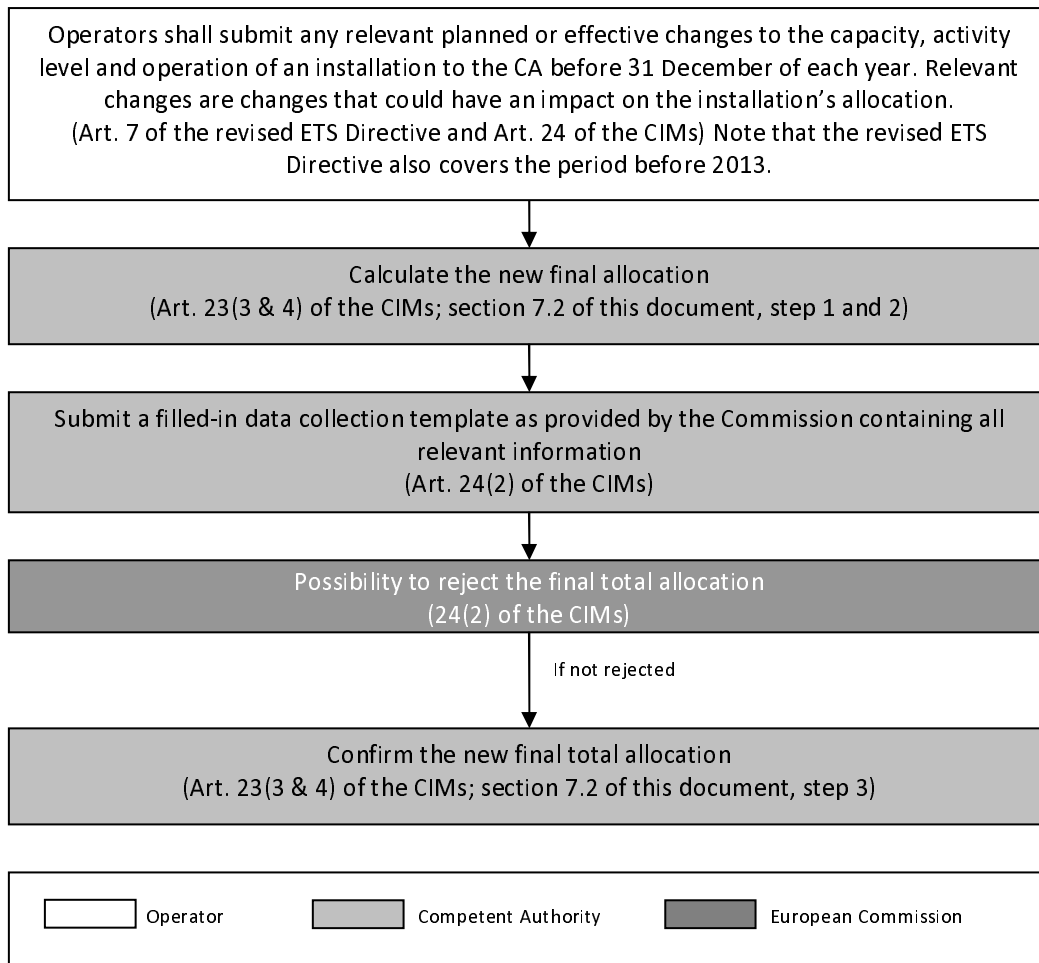 Operators shall submit any relevant planned or effective changes to the capacity, activity
level and operation of an installation to the CA before 31 December of each year. Relevant
changes are changes that could have an impact on the installation's allocation.
(Art. 7 of the revised ETS Directive and Art. 24 of the CIMs) Note that the revised ETS
Directive also covers the period before 2013.
Calculate the new final allocation
(Art. 23(3 & 4) of the CIMs; section 7.2 of this document, step 1 and 2)
Submit a filled-in data collection template as provided by the Commission containing all
relevant information
(Art. 24(2) of the CIMs)
Possibility to reject the final total allocation
(24(2) of the CIMs)
If not rejected
Confirm the new final total allocation
(Art. 23(3 & 4) of the CIMs; section 7.2 of this document, step 3)
Operator
Competent Authority
European Commission